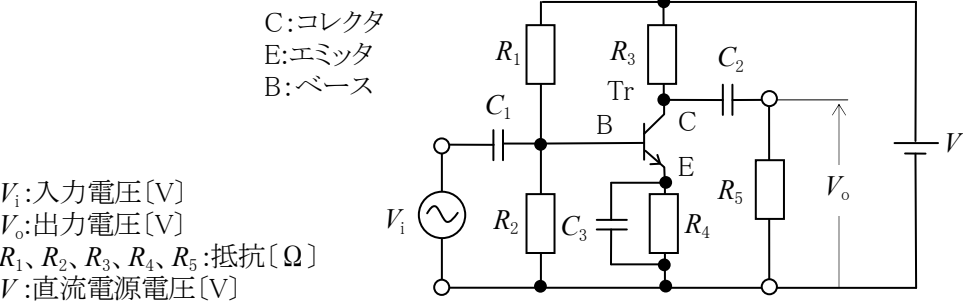 C:コレクタ
E:エミッタ
B:ベース
R1
R3
C2
Tr
C1
B
C
E
V
Vi:入力電圧〔V〕
Vo:出力電圧〔V〕
R1、R2、R3、R4、R5:抵抗〔Ω〕
V:直流電源電圧〔V〕
Vi
R2
C3
R4
R5
Vo